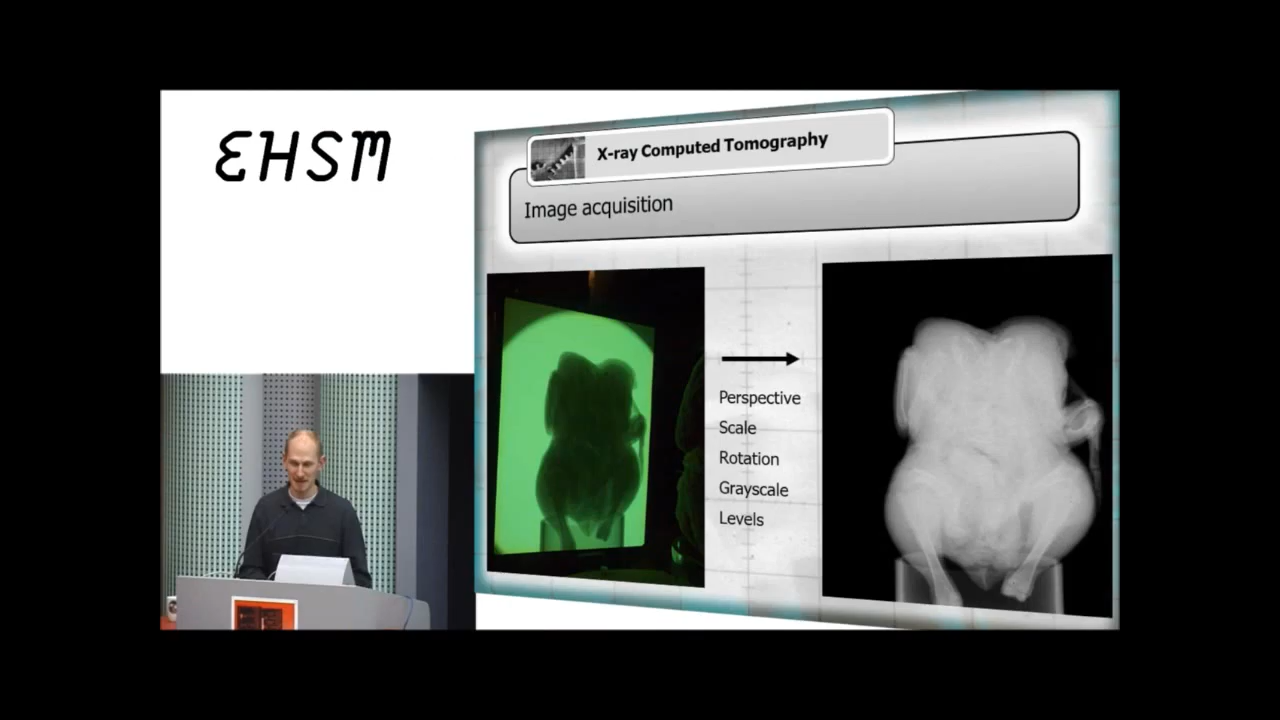 EHSM
X-ray Computed Tomography
Image acquisition
Perspective
Scale
Rotation
Grayscale
Levels